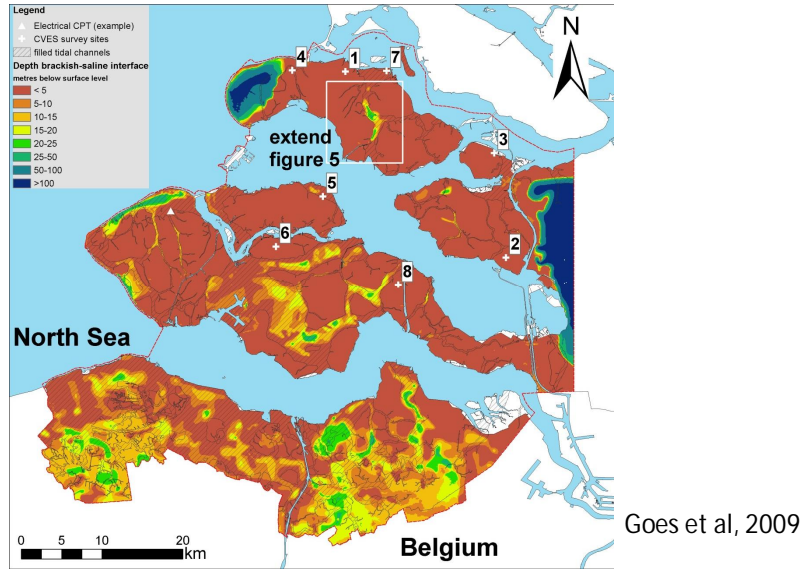 Legend
Electrical CPT (example)
CVES survey sites
filled tidal channels
Depth brackish-saline interface
metres below surface level
< 5
5-10
10-15
15-20
20-25
25-50
50-100
>100
N
4
1
7
3
extend
figure 5
5
6
2
8
North Sea
Goes et al, 2009
0 5 10 20
km
Belgium